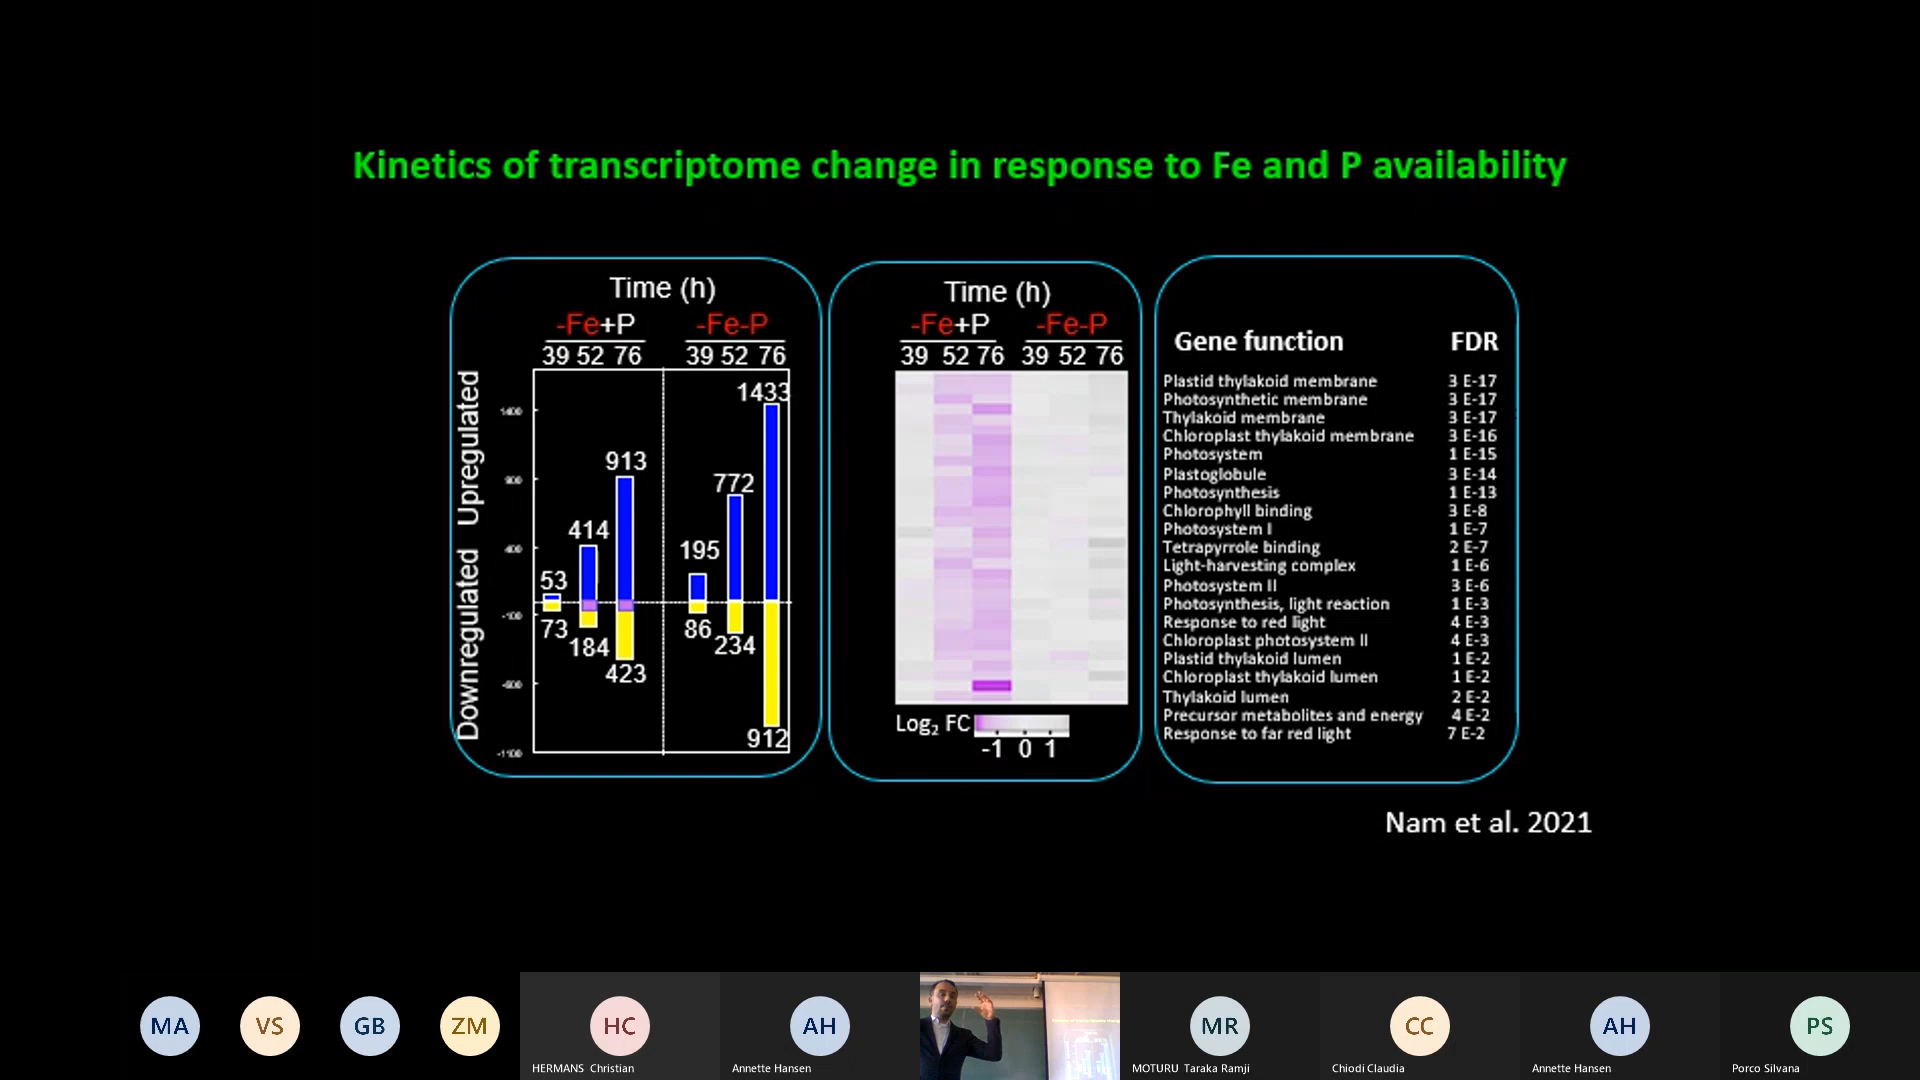 Kinetics of transcriptome change in response to Fe and P availability
Time (h)
-Fe+P -Fe-P
39 52 76 39 52 76
Upregulated
Downregulated
1400
900
400
-100
-600
-1100
53
414
913
195
772
1433
73
184
423
86
234
912
Time (h)
-Fe+P -Fe-P
39 52 76 39 52 76
Log₂ FC
-1 0 1
Gene function FDR
Plastid thylakoid membrane 3 E-17
Photosynthetic membrane 3 E-17
Thylakoid membrane 3 E-17
Chloroplast thylakoid membrane 3 E-16
Photosystem 1 E-15
Plastoglobule 3 E-14
Photosynthesis 1 E-13
Chlorophyll binding 3 E-8
Photosystem I 1 E-7
Tetrapyrrole binding 2 E-7
Light-harvesting complex 1 E-6
Photosystem II 3 E-6
Photosynthesis, light reaction 1 E-3
Response to red light 4 E-3
Chloroplast photosystem II 4 E-3
Plastid thylakoid lumen 1 E-2
Chloroplast thylakoid lumen 1 E-2
Thylakoid lumen 2 E-2
Precursor metabolites and energy 4 E-2
Response to far red light 7 E-2
Nam et al. 2021
MA
VS
GB
ZM
HC
HERMANS Christian
AH
Annette Hansen
MR
MOTURU Taraka Ramji
CC
Chiodi Claudia
AH
Annette Hansen
PS
Porco Silvana